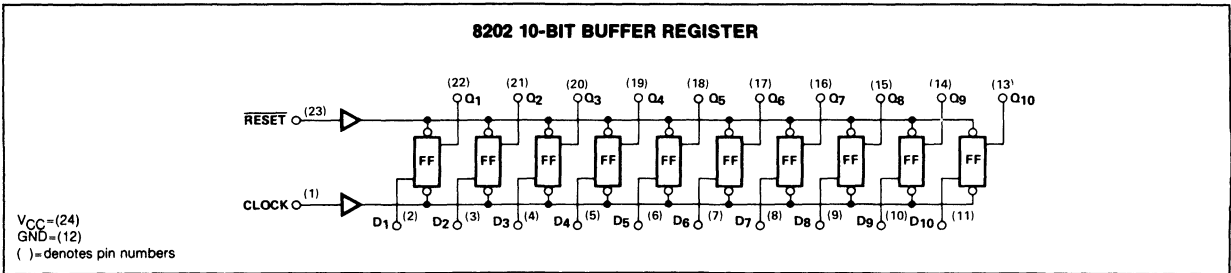 8202 10-BIT BUFFER REGISTER
(22) (21) (20) (19) (18) (17) (16) (15) (14) (13)
Q1 Q2 Q3 Q4 Q5 Q6 Q7 Q8 Q9 Q10
RESET (23)
FF FF FF FF FF FF FF FF FF FF
CLOCK (1)
D1 (2) D2 (3) D3 (4) D4 (5) D5 (6) D6 (7) D7 (8) D8 (9) D9 (10) D10 (11)
VCC=(24)
GND=(12)
( )=denotes pin numbers